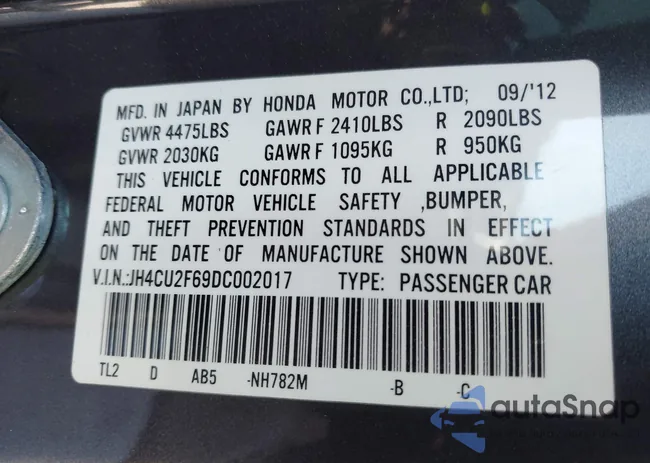 MFD. IN JAPAN BY HONDA MOTOR CO.,LTD; 09/'12
GVWR 4475LBS GAWR F 2410LBS R 2090LBS
GVWR 2030KG GAWR F 1095KG R 950KG
THIS VEHICLE CONFORMS TO ALL APPLICABLE
FEDERAL MOTOR VEHICLE SAFETY ,BUMPER,
AND THEFT PREVENTION STANDARDS IN EFFECT
ON THE DATE OF MANUFACTURE SHOWN ABOVE.
V.I.N.:JH4CU2F69DC002017 TYPE: PASSENGER CAR
TL2 D AB5 -NH782M -B -C
autaSnap